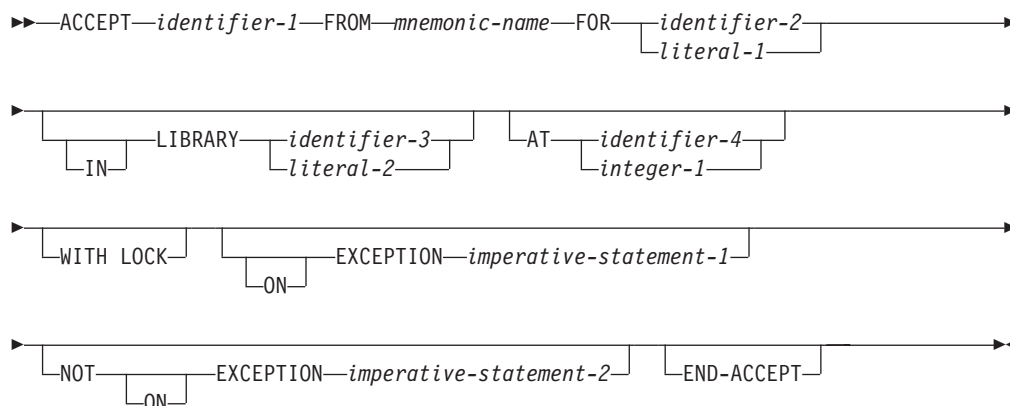 ACCEPT identifier-1 FROM mnemonic-name FOR identifier-2
literal-1
IN LIBRARY identifier-3 AT identifier-4
literal-2 integer-1
WITH LOCK ON EXCEPTION imperative-statement-1
NOT ON EXCEPTION imperative-statement-2 END-ACCEPT